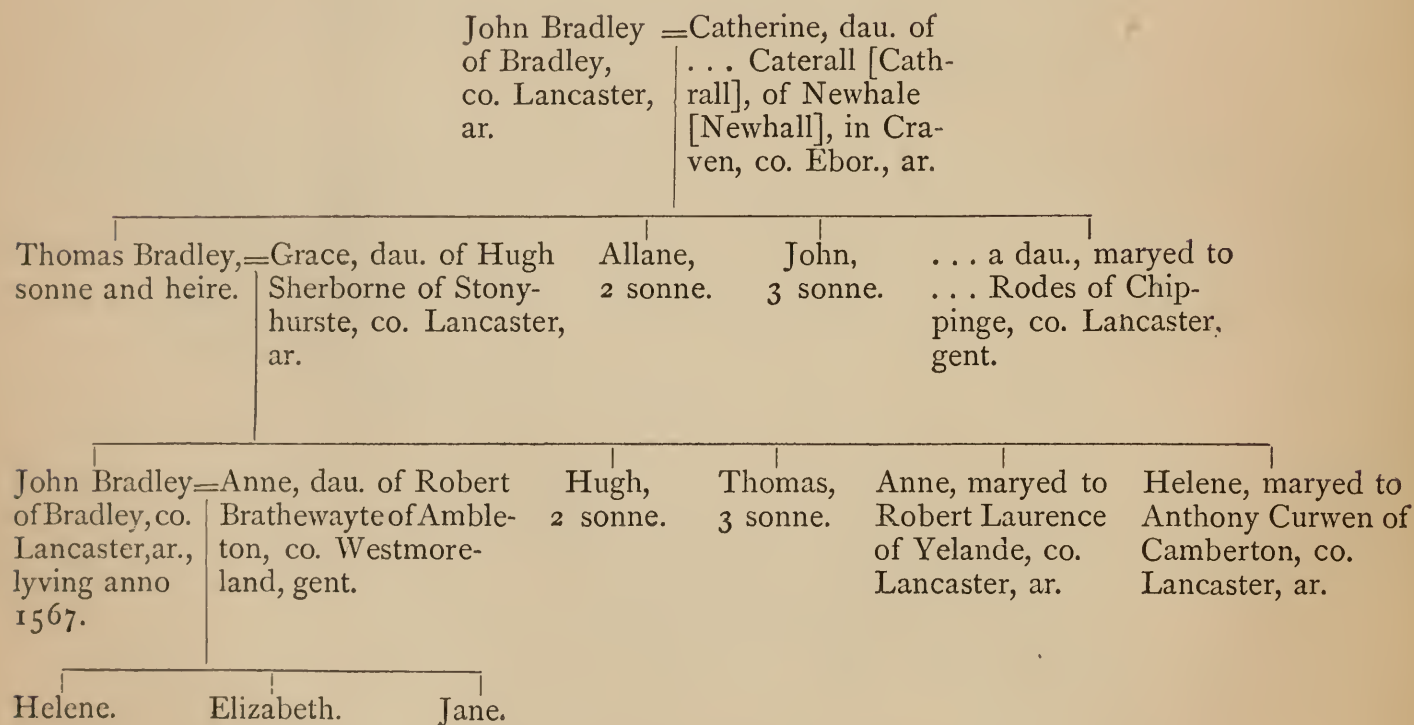 John Bradley =Catherine, dau. of
of Bradley,
co. Lancaster,
ar.
. . . Caterall [Cath-
rall], of Newhale
[Newhall], in Cra-
ven, co. Ebor., ar.
Thomas Bradley,=Grace, dau. of Hugh
sonne and heire.
Sherborne of Stony-
hurste, co. Lancaster,
ar.
Allane,
2 sonne.
John,
3 sonne.
. . . a dau., maryed to
. . . Rodes of Chip-
pinge, co. Lancaster,
gent.
John Bradley=Anne, dau. of Robert
of Bradley, co.
Lancaster, ar.,
lyving anno
1567.
Brathewayte of Amble-
ton, co. Westmore-
land, gent.
Hugh,
2 sonne.
Thomas,
3 sonne.
Anne, maryed to
Robert Laurence
of Yelande, co.
Lancaster, ar.
Helene, maryed to
Anthony Curwen of
Camberton, co.
Lancaster, ar.
Helene.
Elizabeth.
Jane.